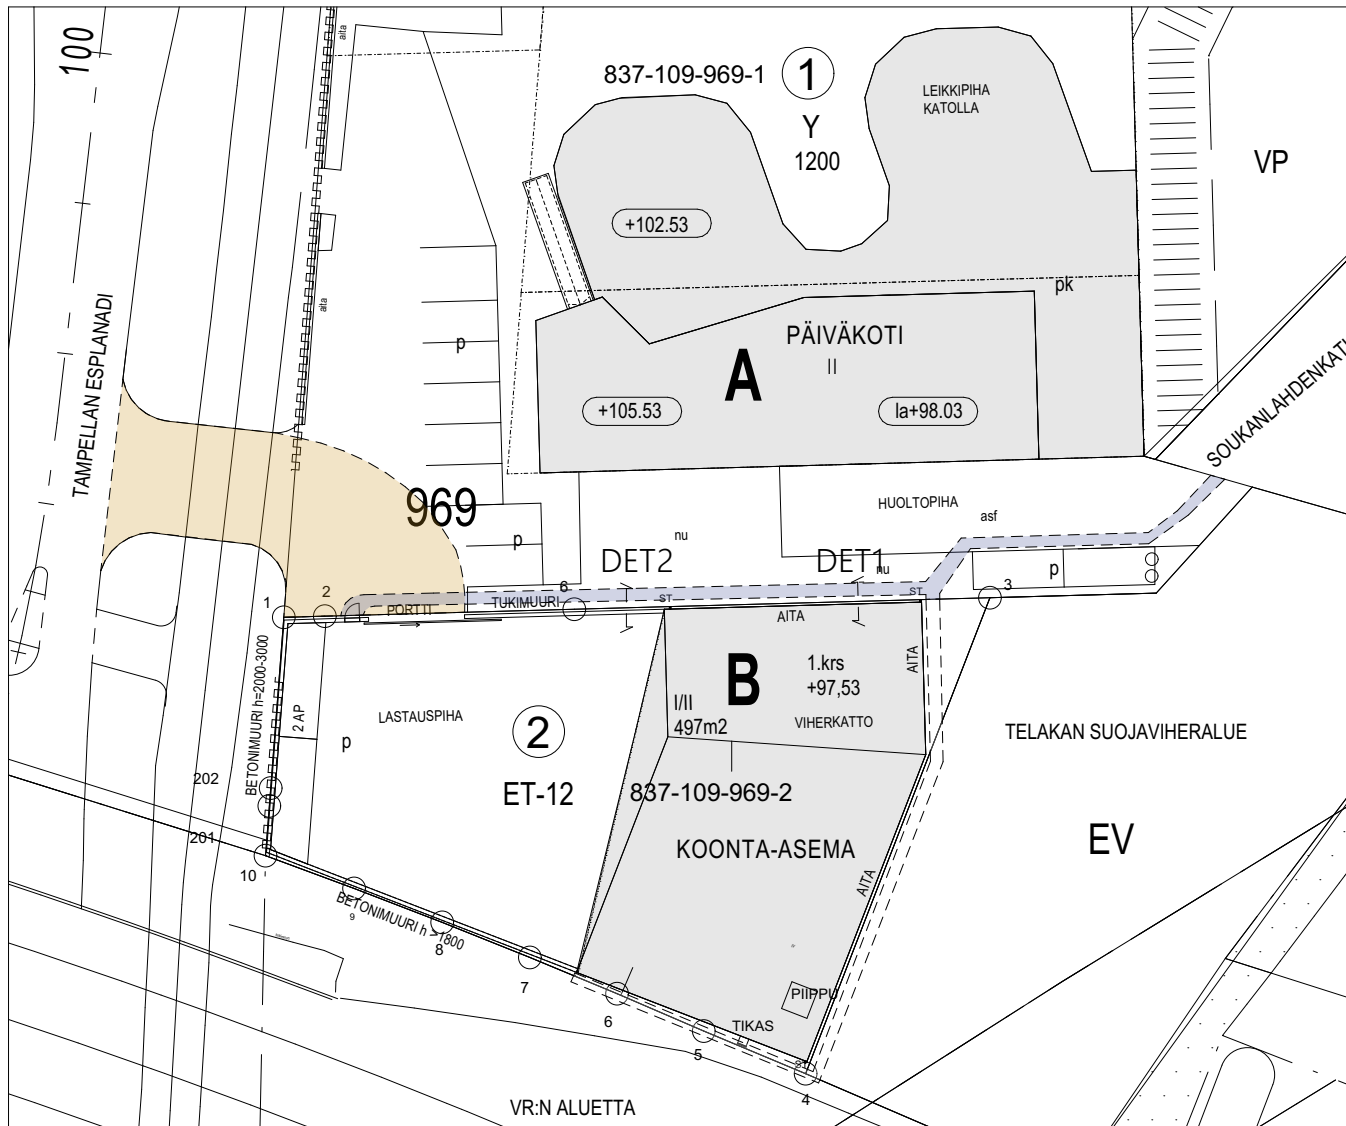 100
aita
837-109-969-1
1
LEIKKIPIHA
KATOLLA
Y
1200
VP
+102.53
pk
aita
TAMPELLAN ESPLANADI
p
PÄIVÄKOTI
II
A
+105.53
la+98.03
SOUKANLAHDENKATU
969
HUOLTOPIHA
asf
nu
p
DET2
DET1
nu
p
1
2
PORTTI
TUKIMUURI
6
ST
ST
3
AITA
AITA
BETONIMUURI h=2000-3000
2 AP
LASTAUSPIHA
p
B
1.krs
+97,53
I/II
497m2
VIHERKATTO
2
ET-12
837-109-969-2
TELAKAN SUOJAVIHERALUE
202
201
KOONTA-ASEMA
EV
10
AITA
BETONIMUURI h >1800
9
8
7
6
PIIPPU
TIKAS
5
ST
4
VR:N ALUETTA